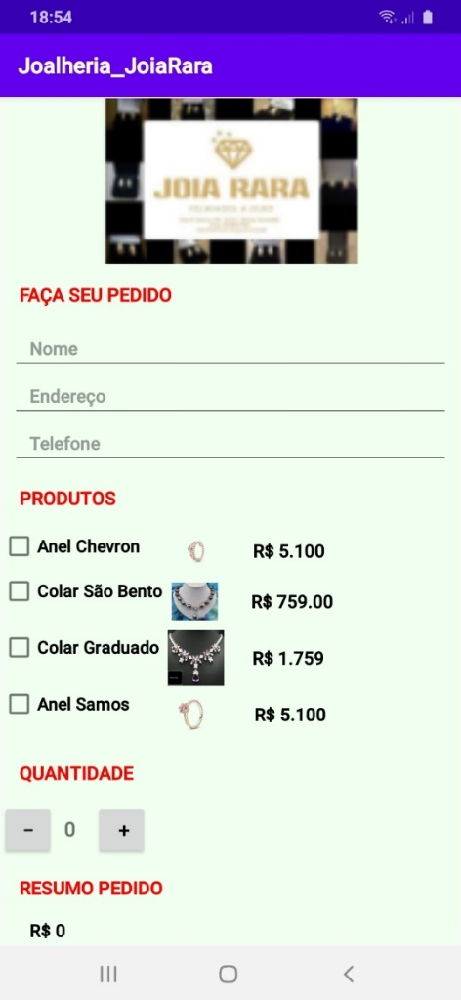 18:54
Joalheria_JoiaRara
JOIA RARA
FAÇA SEU PEDIDO
Nome
Endereço
Telefone
PRODUTOS
Anel Chevron R$ 5.100
Colar São Bento R$ 759.00
Colar Graduado R$ 1.759
Anel Samos R$ 5.100
QUANTIDADE
- 0 +
RESUMO PEDIDO
R$ 0